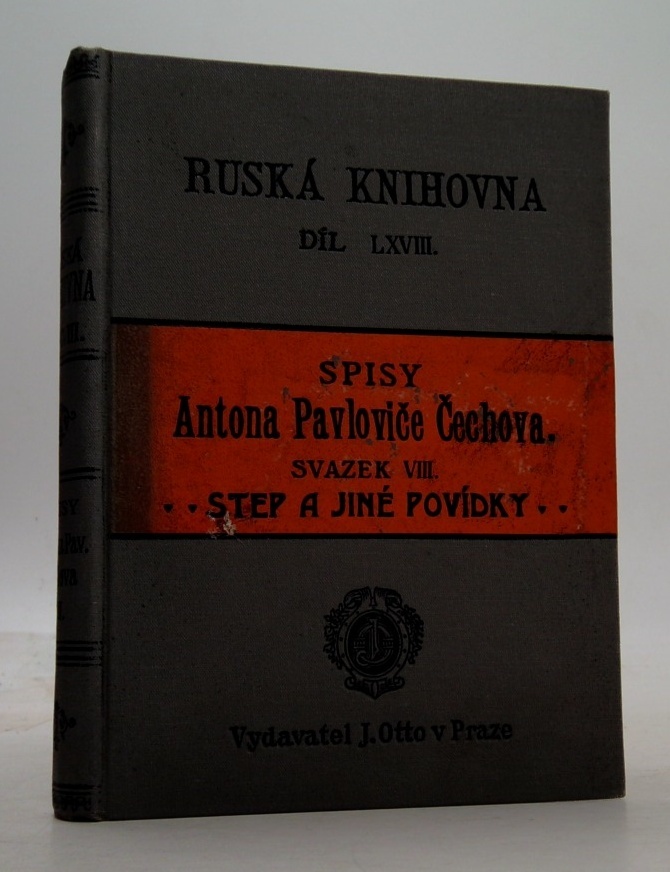 RUSKÁ KNIHOVNA
DÍL LXVIII.
SPISY
Antona Pavloviče Čechova.
SVAZEK VIII.
STEP A JINÉ POVÍDKY
Vydavatel J. Otto v Praze